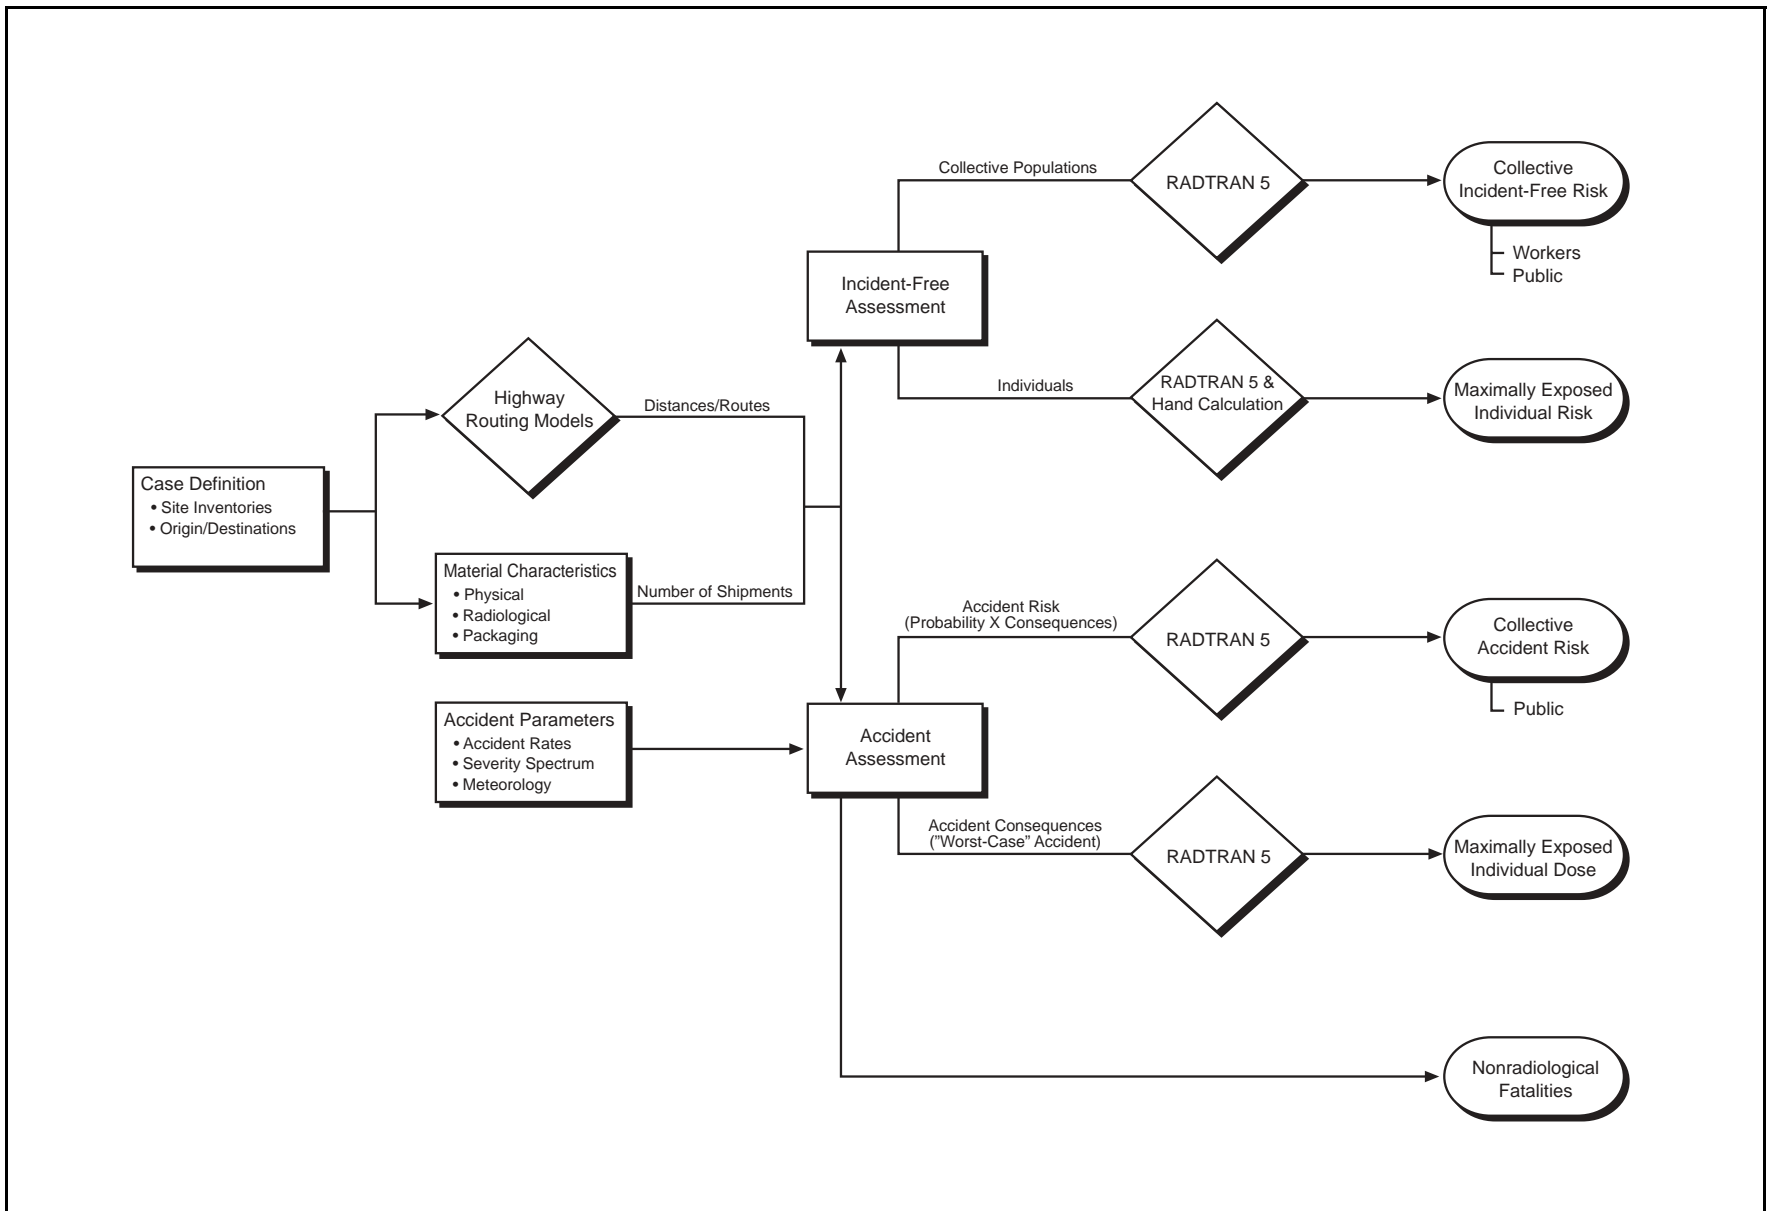 Collective Populations
RADTRAN 5
Collective
Incident-Free Risk
Workers
Public
Incident-Free
Assessment
Individuals
RADTRAN 5 &
Hand Calculation
Maximally Exposed
Individual Risk
Highway
Routing Models
Distances/Routes
Case Definition
• Site Inventories
• Origin/Destinations
Material Characteristics
• Physical
• Radiological
• Packaging
Number of Shipments
Accident Risk
(Probability X Consequences)
RADTRAN 5
Collective
Accident Risk
Public
Accident Parameters
• Accident Rates
• Severity Spectrum
• Meteorology
Accident
Assessment
Accident Consequences
("Worst-Case" Accident)
RADTRAN 5
Maximally Exposed
Individual Dose
Nonradiological
Fatalities